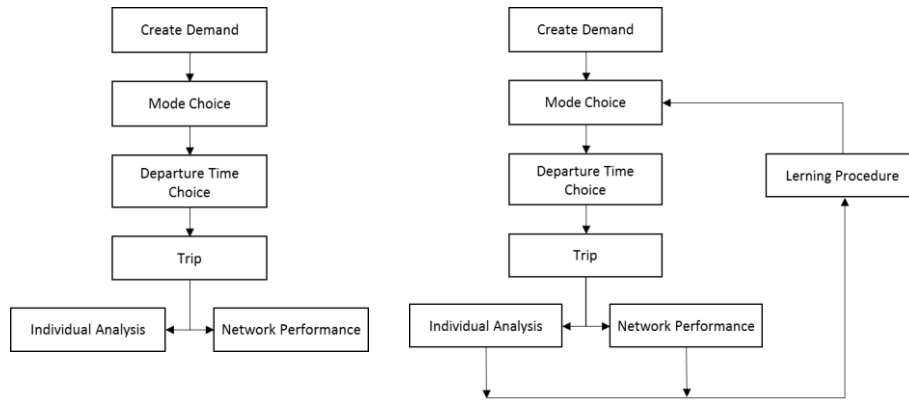 Create Demand
Mode Choice
Departure Time
Choice
Trip
Individual Analysis
Network Performance
Create Demand
Mode Choice
Departure Time
Choice
Lerning Procedure
Trip
Individual Analysis
Network Performance